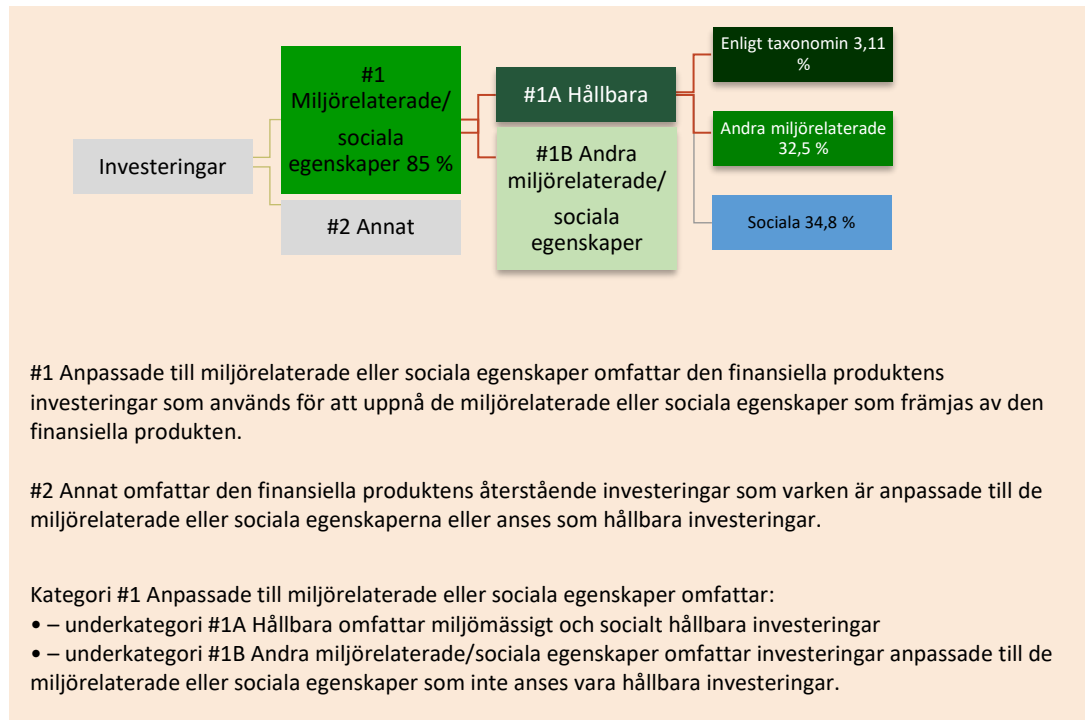 Investeringar
#1
Miljörelaterade/
sociala
egenskaper 85 %
#2 Annat
#1A Hållbara
#1B Andra
miljörelaterade/
sociala
egenskaper
Enligt taxonomin 3,11
%
Andra miljörelaterade
32,5 %
Sociala 34,8 %
#1 Anpassade till miljörelaterade eller sociala egenskaper omfattar den finansiella produktens
investeringar som används för att uppnå de miljörelaterade eller sociala egenskaper som främjas av den
finansiella produkten.
#2 Annat omfattar den finansiella produktens återstående investeringar som varken är anpassade till de
miljörelaterade eller sociala egenskaperna eller anses som hållbara investeringar.
Kategori #1 Anpassade till miljörelaterade eller sociala egenskaper omfattar:
• – underkategori #1A Hållbara omfattar miljömässigt och socialt hållbara investeringar
• – underkategori #1B Andra miljörelaterade/sociala egenskaper omfattar investeringar anpassade till de
miljörelaterade eller sociala egenskaper som inte anses vara hållbara investeringar.